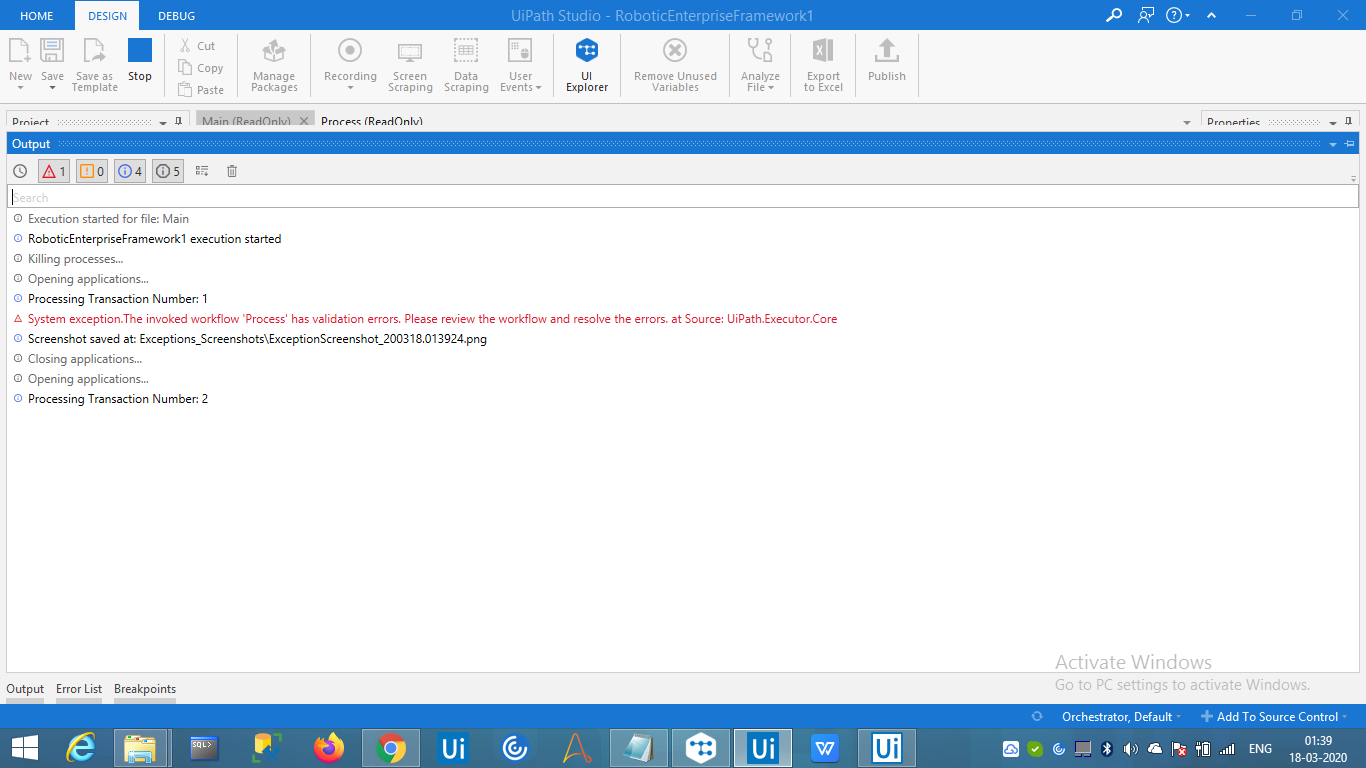 HOME DESIGN DEBUG UiPath Studio - RoboticEnterpriseFramework1
New Save Save as Template Stop Cut Copy Paste Manage Packages Recording Screen Scraping Data Scraping User Events UI Explorer Remove Unused Variables Analyze File Export to Excel Publish
Project Main (ReadOnly) Process (ReadOnly) Properties
Output
1 0 4 5
Search
Execution started for file: Main
RoboticEnterpriseFramework1 execution started
Killing processes...
Opening applications...
Processing Transaction Number: 1
System exception.The invoked workflow 'Process' has validation errors. Please review the workflow and resolve the errors. at Source: UiPath.Executor.Core
Screenshot saved at: Exceptions_Screenshots\ExceptionScreenshot_200318.013924.png
Closing applications...
Opening applications...
Processing Transaction Number: 2
Activate Windows
Go to PC settings to activate Windows.
Output Error List Breakpoints
Orchestrator, Default Add To Source Control
SQL> Ui Ui W Ui ENG 01:39
18-03-2020